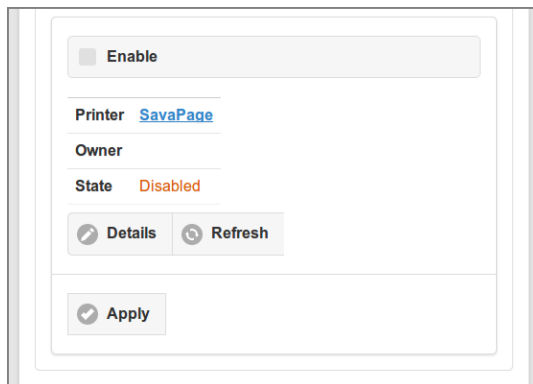 Enable
Printer SavaPage
Owner
State Disabled
Details Refresh
Apply